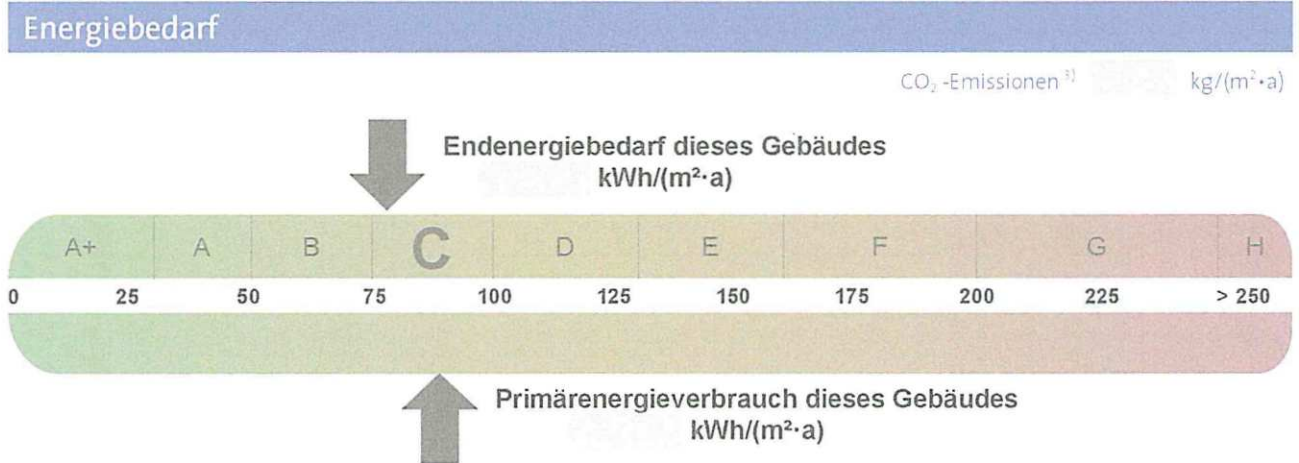 Energiebedarf
CO₂-Emissionen ³⁾ kg/(m²·a)
Endenergiebedarf dieses Gebäudes
kWh/(m²·a)
A+ A B C D E F G H
0 25 50 75 100 125 150 175 200 225 > 250
Primärenergieverbrauch dieses Gebäudes
kWh/(m²·a)